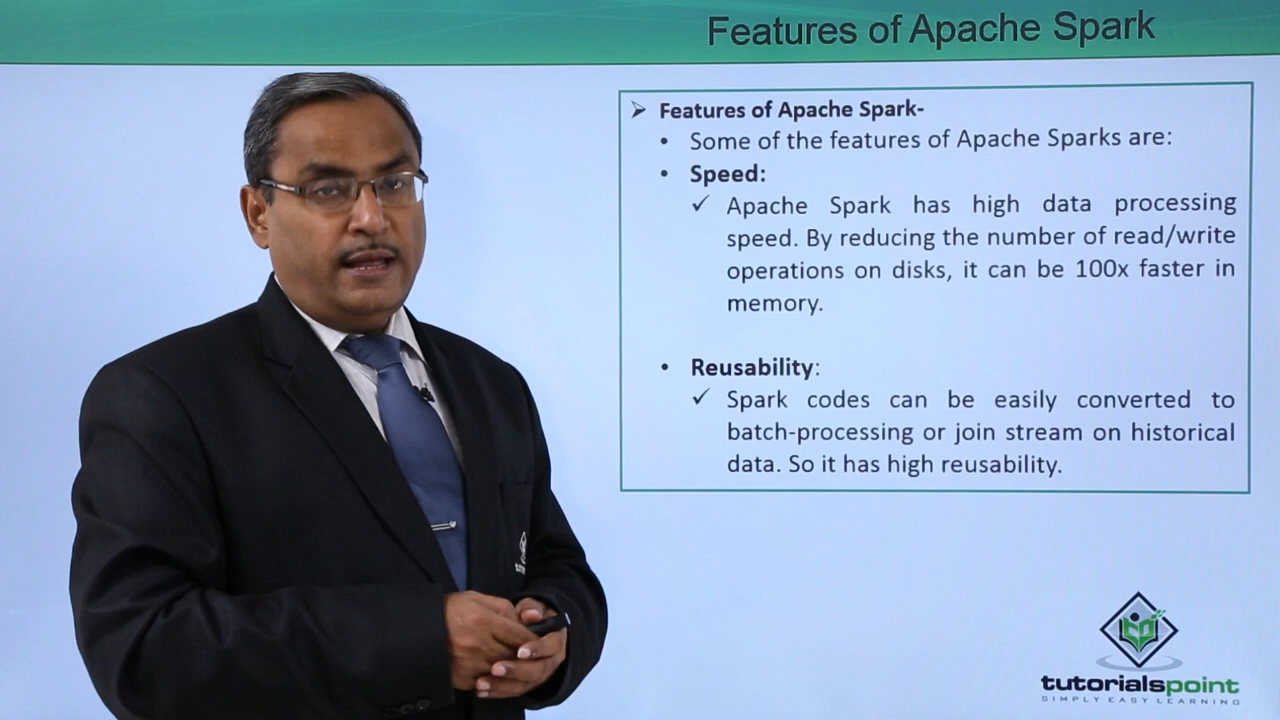 Features of Apache Spark
➢ Features of Apache Spark-
• Some of the features of Apache Sparks are:
• Speed:
✓ Apache Spark has high data processing
speed. By reducing the number of read/write
operations on disks, it can be 100x faster in
memory.
• Reusability:
✓ Spark codes can be easily converted to
batch-processing or join stream on historical
data. So it has high reusability.
tutorialspoint
SIMPLY EASY LEARNING